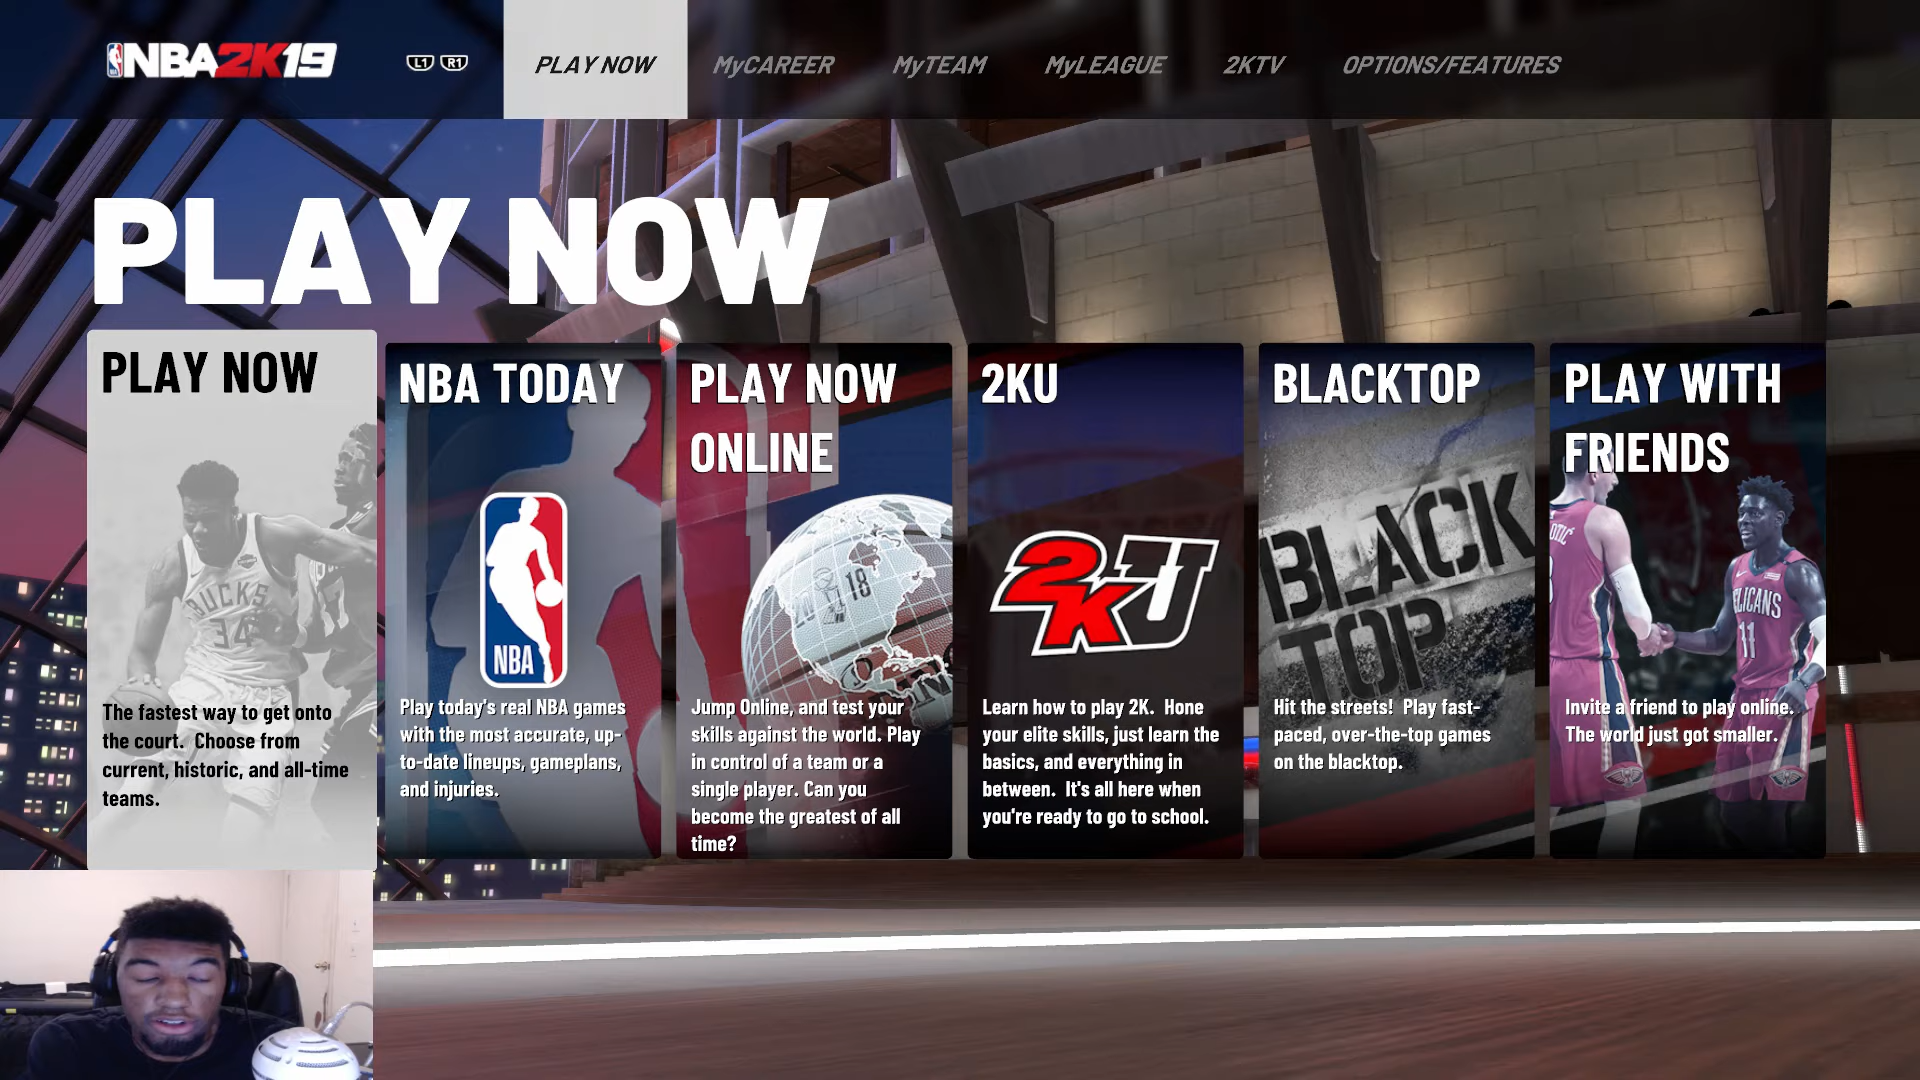 NBA2K19
L1 R1
PLAY NOW
MyCAREER
MyTEAM
MyLEAGUE
2KTV
OPTIONS/FEATURES
PLAY NOW
PLAY NOW
BUCKS
34
The fastest way to get onto
the court.  Choose from
current, historic, and all-time
teams.
NBA TODAY
NBA
Play today's real NBA games
with the most accurate, up-
to-date lineups, gameplans,
and injuries.
PLAY NOW
ONLINE
18
Jump Online, and test your
skills against the world. Play
in control of a team or a
single player. Can you
become the greatest of all
time?
2KU
2KU
Learn how to play 2K.  Hone
your elite skills, just learn the
basics, and everything in
between.  It's all here when
you're ready to go to school.
BLACKTOP
BLACK
TOP
Hit the streets!  Play fast-
paced, over-the-top games
on the blacktop.
PLAY WITH
FRIENDS
ELICANS
11
Invite a friend to play online.
The world just got smaller.